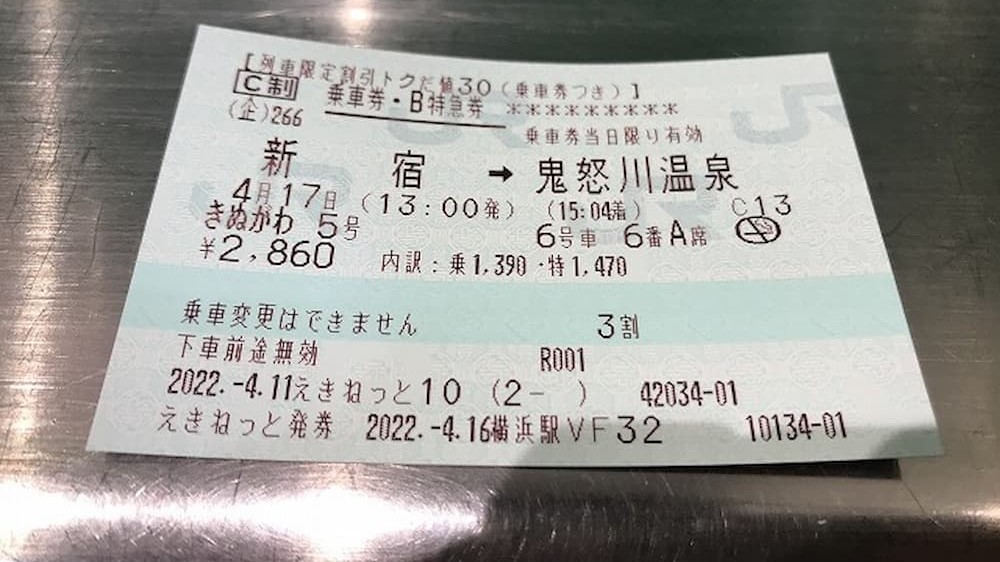 [列車限定割引トクだ値30(乗車券つき)]
C制 乗車券・B特急券 *********
(企)266 乗車券当日限り有効
新宿 → 鬼怒川温泉
4月17日 (13:00発) (15:04着) C13
きぬがわ 5号 6号車 6番A席
¥2,860 内訳:乗1,390・特1,470
乗車変更はできません 3割
下車前途無効 R001
2022.-4.11えきねっと10 (2- ) 42034-01
えきねっと発券 2022.-4.16横浜駅VF32 10134-01